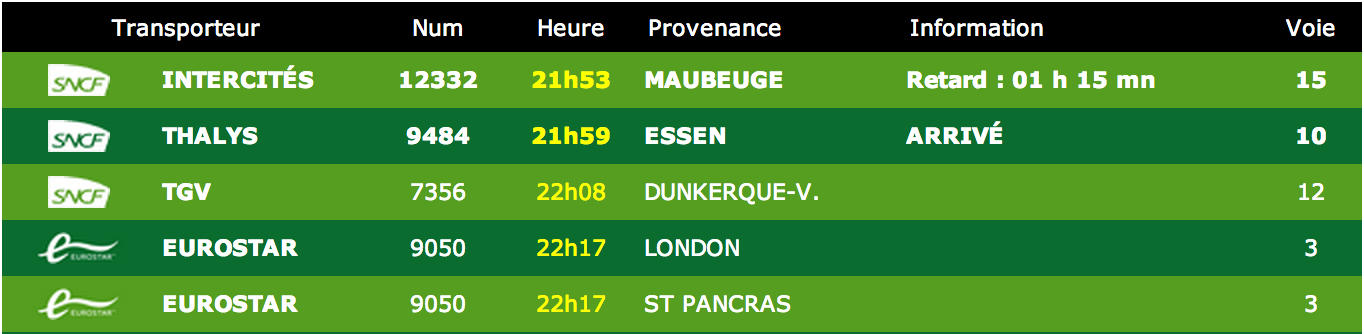 Transporteur Num Heure Provenance Information Voie
SNCF INTERCITÉS 12332 21h53 MAUBEUGE Retard : 01 h 15 mn 15
SNCF THALYS 9484 21h59 ESSEN ARRIVÉ 10
SNCF TGV 7356 22h08 DUNKERQUE-V. 12
EUROSTAR EUROSTAR 9050 22h17 LONDON 3
EUROSTAR EUROSTAR 9050 22h17 ST PANCRAS 3